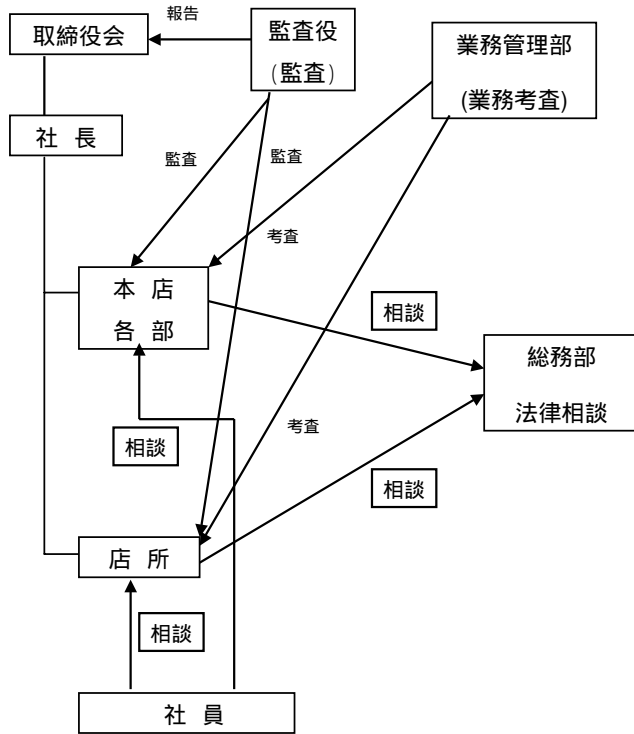 報告
取締役会
監査役
(監査)
業務管理部
(業務考査)
社 長
監査
監査
考査
本 店
各 部
相談
総務部
法律相談
相談
考査
相談
店 所
相談
社 員